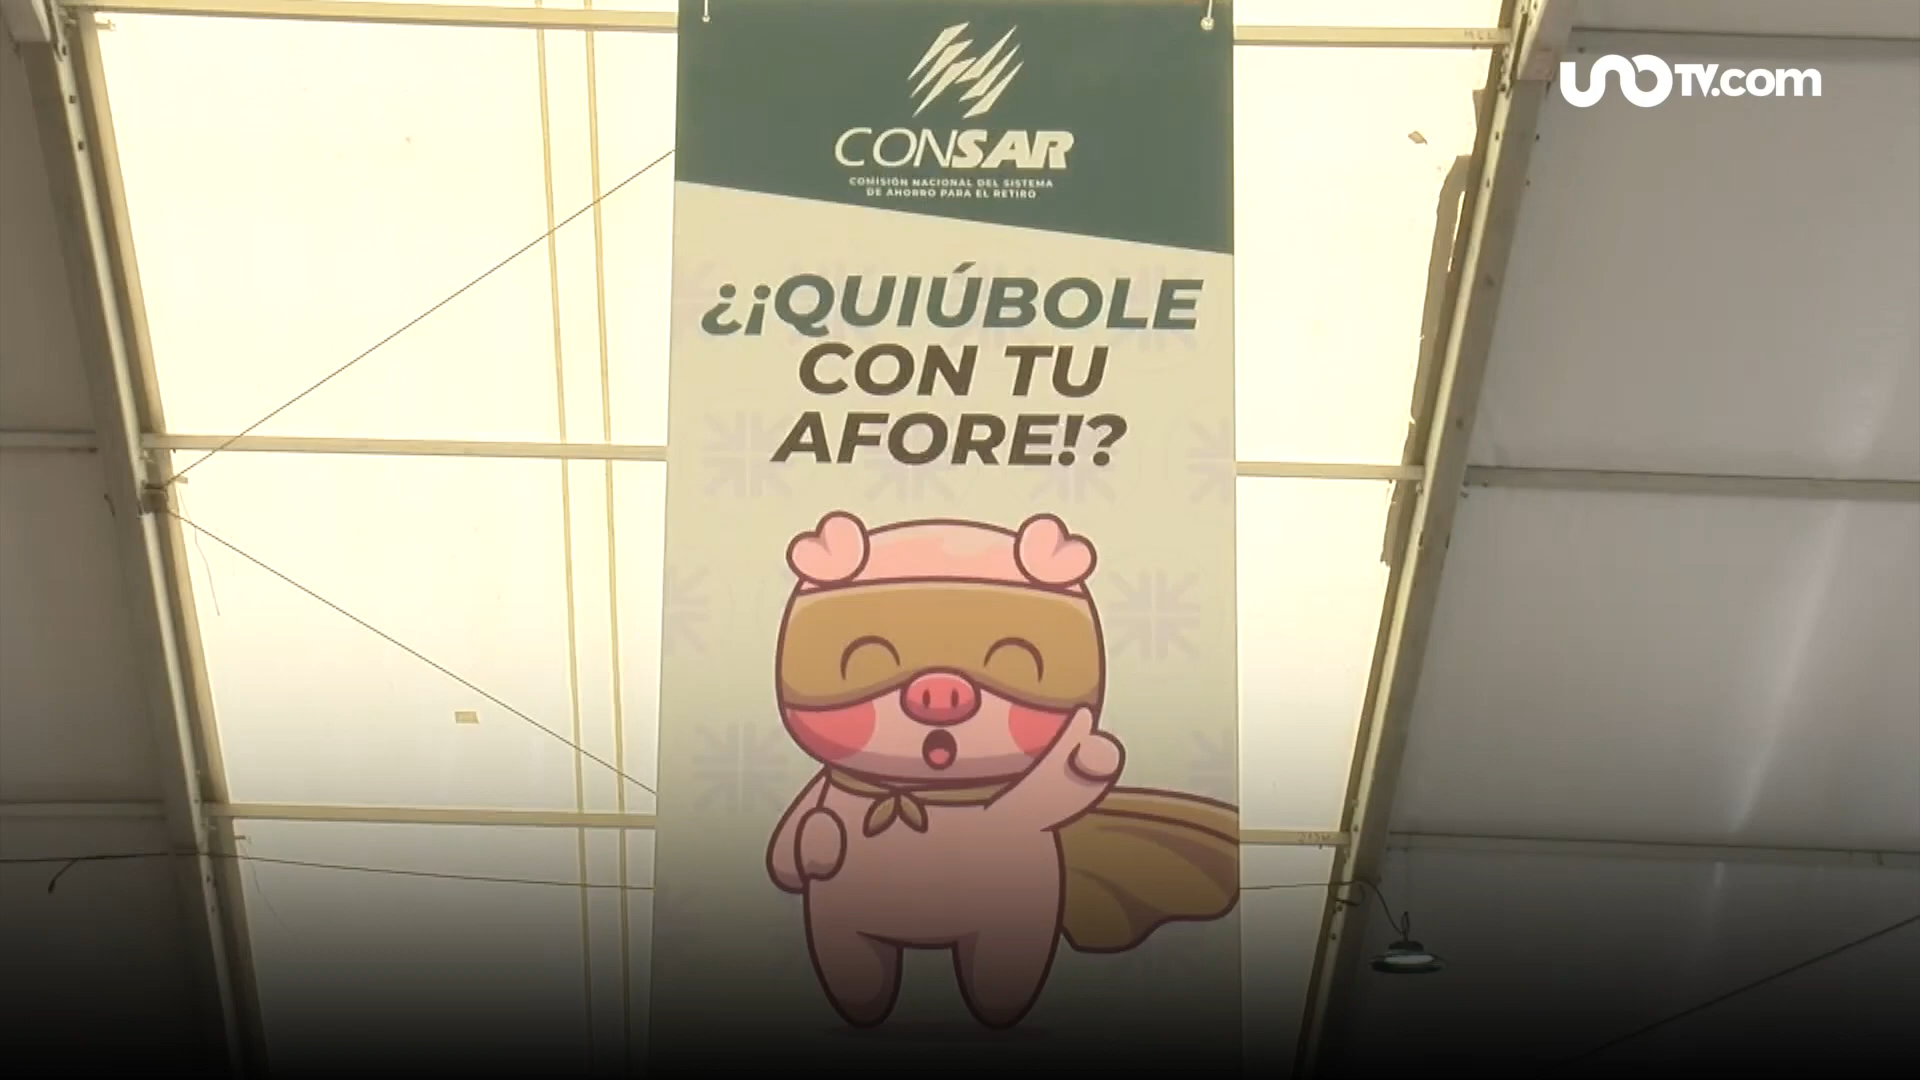 CONSAR
COMISIÓN NACIONAL DEL SISTEMA
DE AHORRO PARA EL RETIRO
UNOTV.com
¿¡QUIÚBOLE
CON TU
AFORE!?